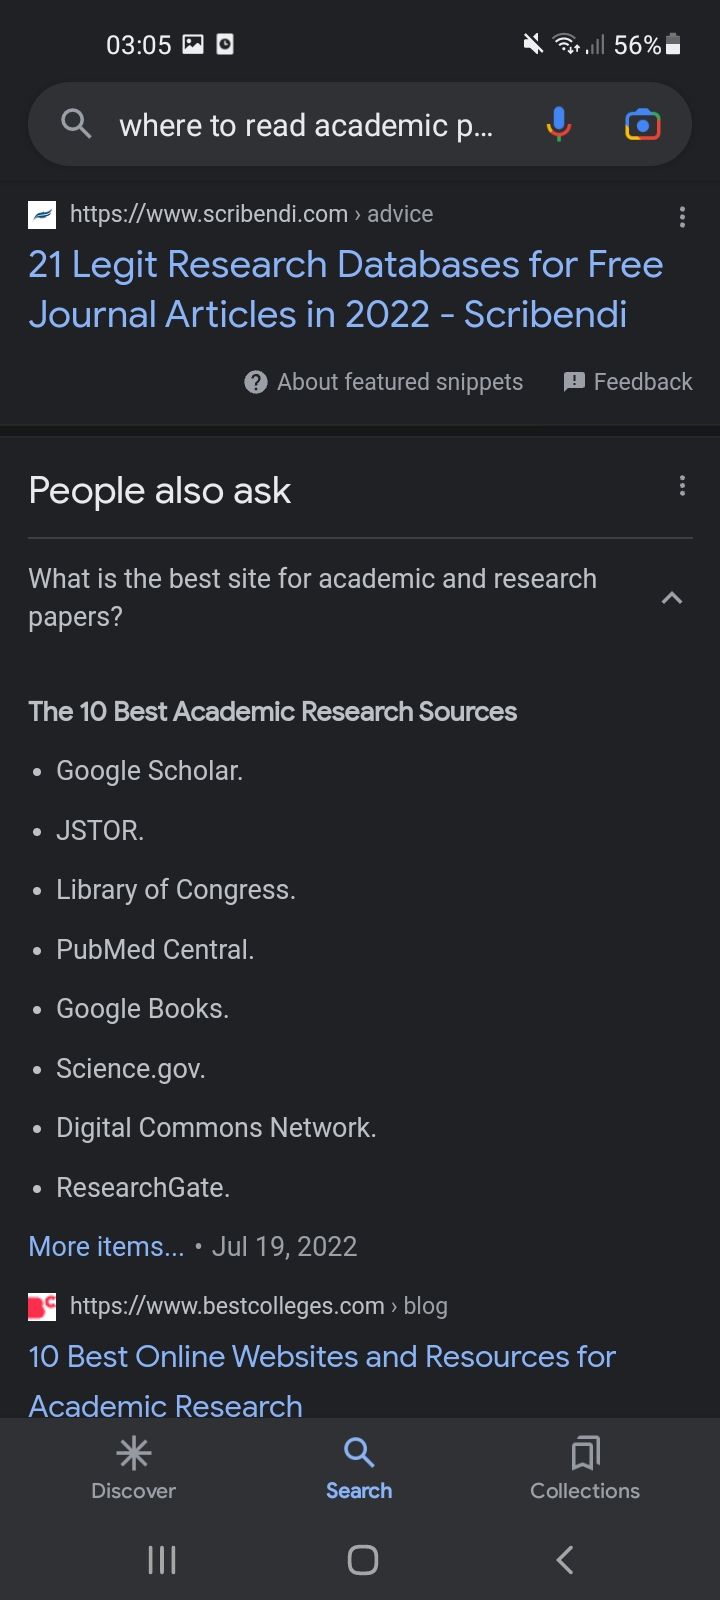 03:05
56%
where to read academic p...
https://www.scribendi.com › advice
21 Legit Research Databases for Free
Journal Articles in 2022 - Scribendi
About featured snippets
Feedback
People also ask
What is the best site for academic and research
papers?
The 10 Best Academic Research Sources
• Google Scholar.
• JSTOR.
• Library of Congress.
• PubMed Central.
• Google Books.
• Science.gov.
• Digital Commons Network.
• ResearchGate.
More items... • Jul 19, 2022
https://www.bestcolleges.com › blog
10 Best Online Websites and Resources for
Academic Research
Discover
Search
Collections